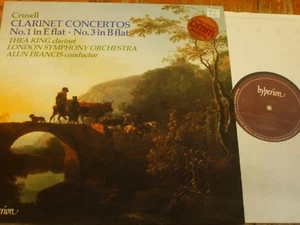 Crusell
CLARINET CONCERTOS
No.1 in E flat · No.3 in B flat
THEA KING clarinet
LONDON SYMPHONY ORCHESTRA
ALUN FRANCIS conductor
hyperion
hyperion